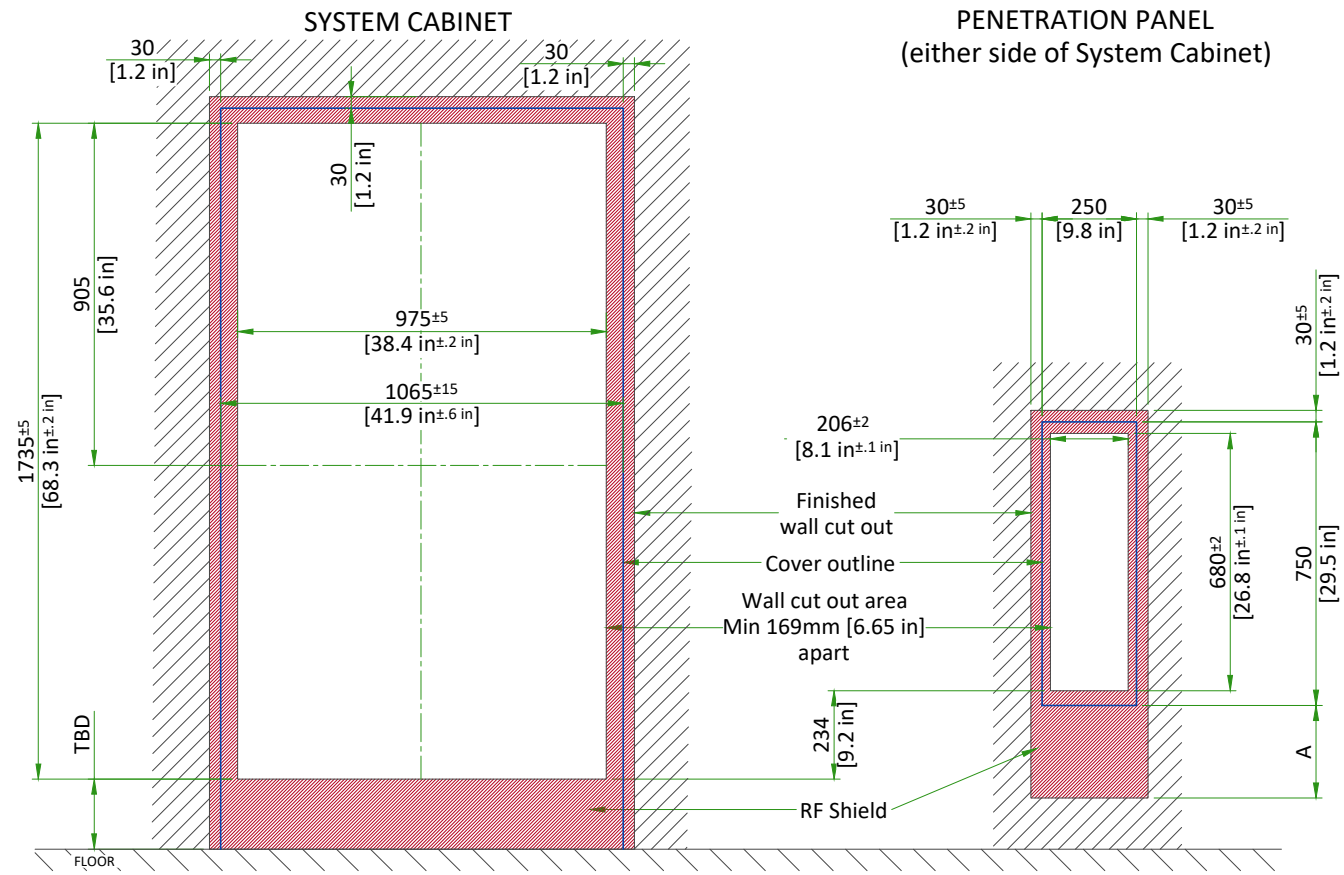 SYSTEM CABINET
PENETRATION PANEL
(either side of System Cabinet)
30
[1.2 in]
30
[1.2 in]
30
[1.2 in]
905
[35.6 in]
1735±5
[68.3 in±.2 in]
975±5
[38.4 in±.2 in]
1065±15
[41.9 in±.6 in]
TBD
FLOOR
30±5
[1.2 in±.2 in]
250
[9.8 in]
30±5
[1.2 in±.2 in]
30±5
[1.2 in±.2 in]
206±2
[8.1 in±.1 in]
Finished
wall cut out
Cover outline
Wall cut out area
Min 169mm [6.65 in]
apart
680±2
[26.8 in±.1 in]
750
[29.5 in]
234
[9.2 in]
A
RF Shield